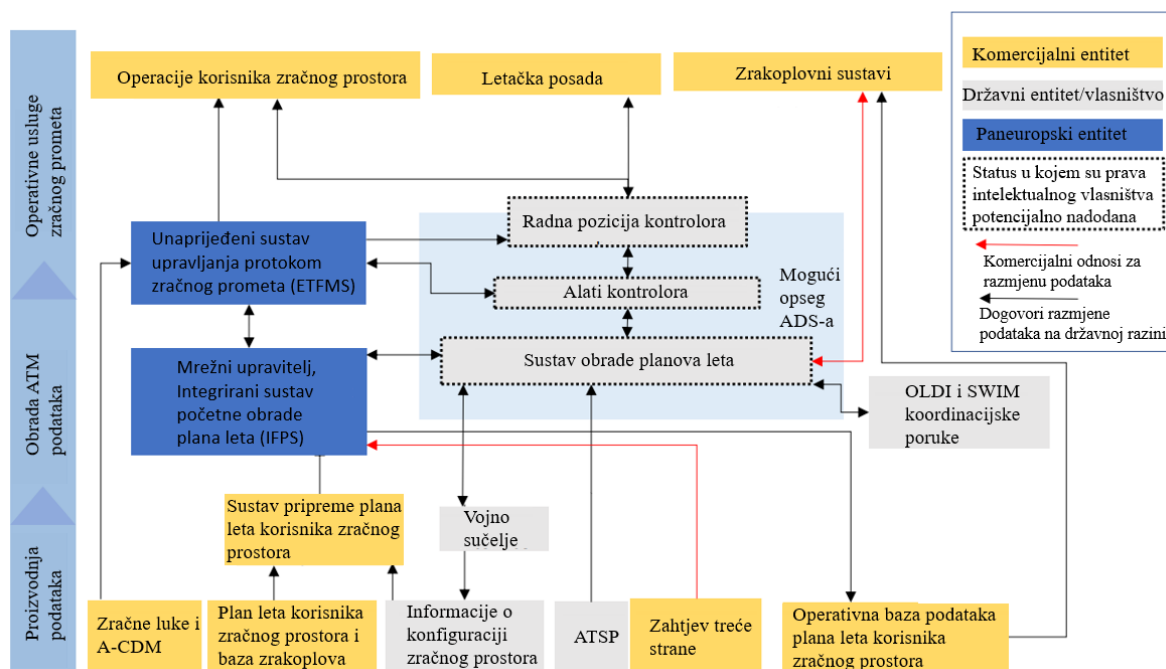 Operativne usluge
zračnog prometa
Obrada ATM
podataka
Proizvodnja
podataka
Operacije korisnika zračnog prostora
Letačka posada
Zrakoplovni sustavi
Radna pozicija kontrolora
Unaprijeđeni sustav
upravljanja protokom
zračnog prometa (ETFMS)
Alati kontrolora
Mogući
opseg
ADS-a
Mrežni upravitelj,
Integrirani sustav
početne obrade
plana leta (IFPS)
Sustav obrade planova leta
OLDI i SWIM
koordinacijske
poruke
Sustav pripreme plana
leta korisnika zračnog
prostora
Vojno
sučelje
Zračne luke i
A-CDM
Plan leta korisnika
zračnog prostora i
baza zrakoplova
Informacije o
konfiguraciji
zračnog prostora
ATSP
Zahtjev treće
strane
Operativna baza podataka
plana leta korisnika
zračnog prostora
Komercijalni entitet
Državni entitet/vlasništvo
Paneuropski entitet
Status u kojem su prava
intelektualnog vlasništva
potencijalno nadodana
Komercijalni odnosi za
razmjenu podataka
Dogovori razmjene
podataka na državnoj razini